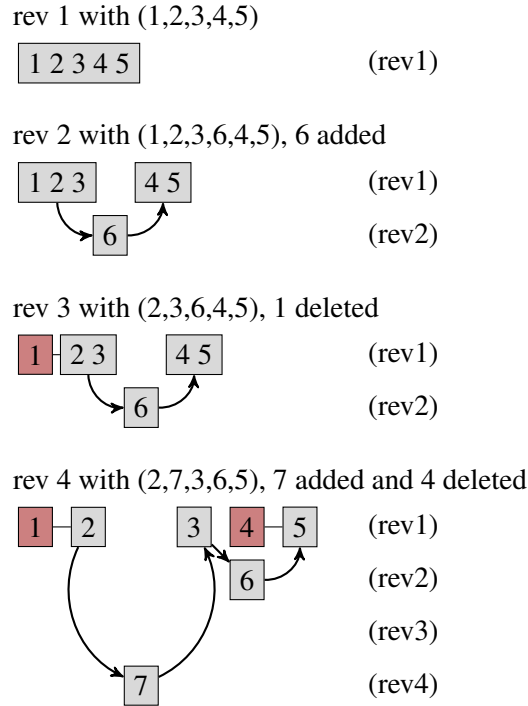 rev 1 with (1,2,3,4,5)
1 2 3 4 5 (rev1)
rev 2 with (1,2,3,6,4,5), 6 added
1 2 3 4 5 (rev1)
6 (rev2)
rev 3 with (2,3,6,4,5), 1 deleted
1 2 3 4 5 (rev1)
6 (rev2)
rev 4 with (2,7,3,6,5), 7 added and 4 deleted
1 2 3 4 5 (rev1)
6 (rev2)
(rev3)
7 (rev4)